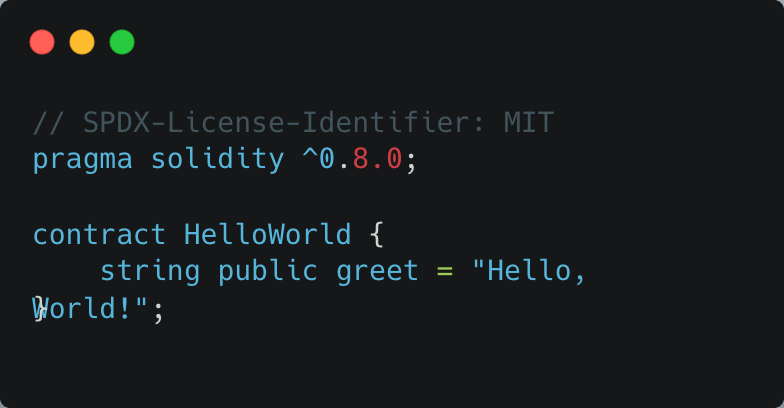 // SPDX-License-Identifier: MIT
pragma solidity ^0.8.0;
contract HelloWorld {
string public greet = "Hello,
World!";
}